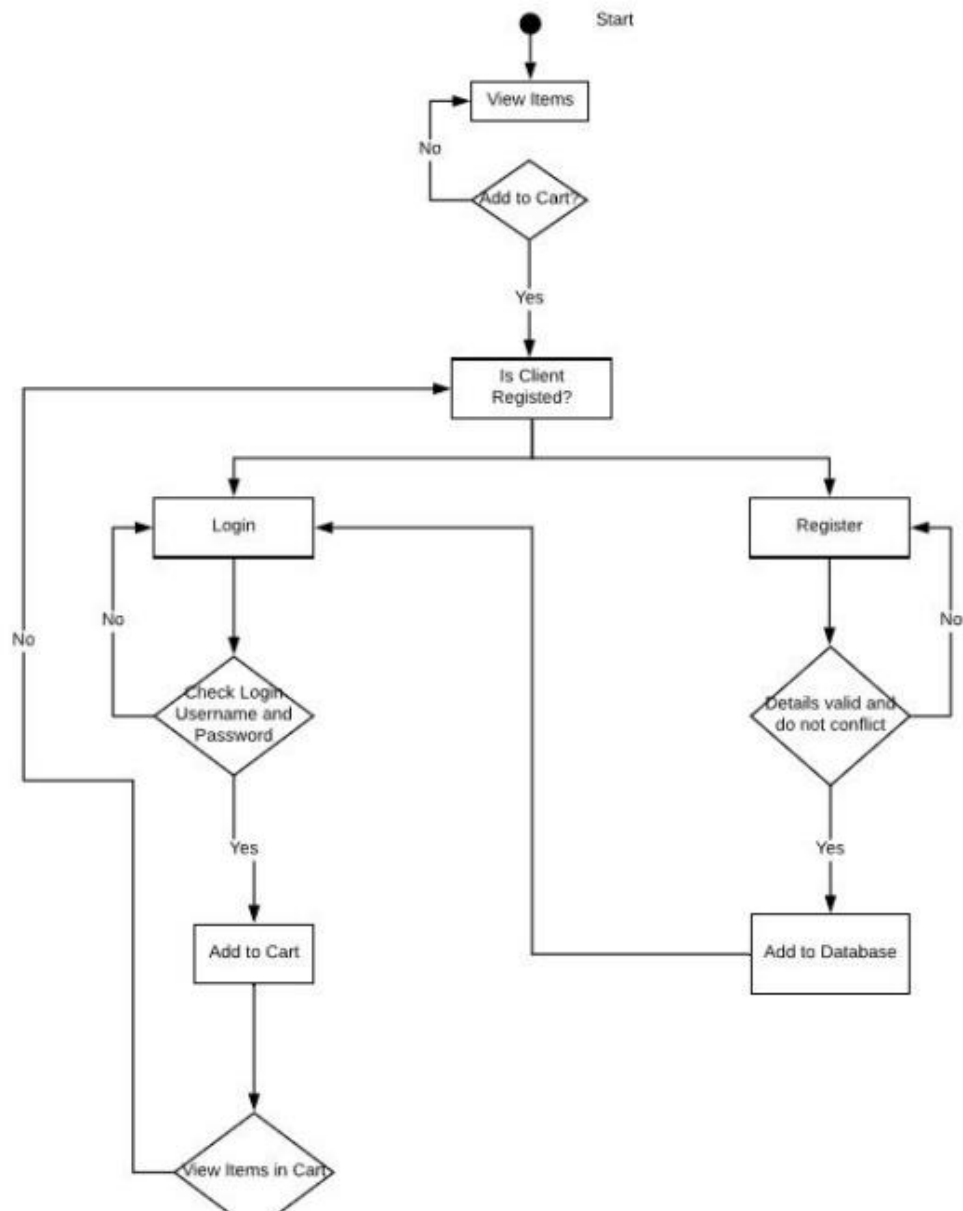 Start
View Items
No
Add to Cart?
Yes
Is Client
Registed?
Login
Register
No
No
No
Check Login
Username and
Password
Details valid and
do not conflict
Yes
Yes
Add to Cart
Add to Database
View Items in Cart